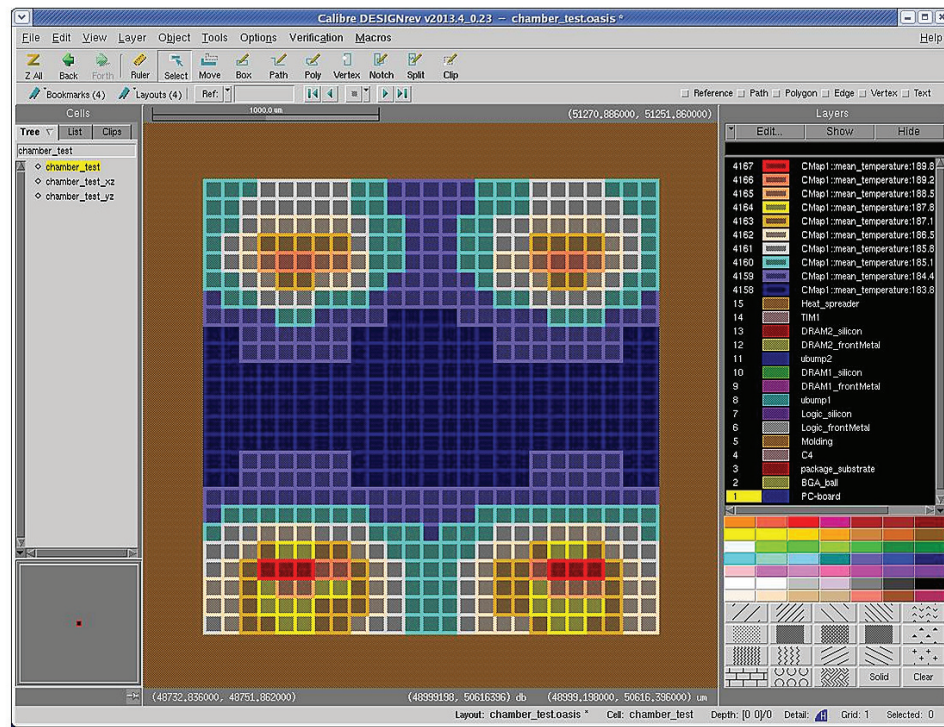 Calibre DESIGNrev v2013.4_0.23 – chamber_test.oasis *
File Edit View Layer Object Tools Options Verification Macros Help
Z All Back Forth Ruler Select Move Box Path Poly Vertex Notch Split Clip
Bookmarks (4) Layouts (4) Ref: Reference Path Polygon Edge Vertex Text
Cells
Tree List Clips
chamber_test
chamber_test
chamber_test_xz
chamber_test_yz
1000.0 um
(51270.886000, 51251.860000)
Layers
Edit... Show Hide
4167 CMap1::mean_temperature:189.8
4166 CMap1::mean_temperature:189.2
4165 CMap1::mean_temperature:188.5
4164 CMap1::mean_temperature:187.8
4163 CMap1::mean_temperature:187.1
4162 CMap1::mean_temperature:186.5
4161 CMap1::mean_temperature:185.8
4160 CMap1::mean_temperature:185.1
4159 CMap1::mean_temperature:184.4
4158 CMap1::mean_temperature:183.8
15 Heat_spreader
14 TIM1
13 DRAM2_silicon
12 DRAM2_frontMetal
11 ubump2
10 DRAM1_silicon
9 DRAM1_frontMetal
8 ubump1
7 Logic_silicon
6 Logic_frontMetal
5 Molding
4 C4
3 package_substrate
2 BGA_ball
1 PC-board
Solid Clear
(48732.836000, 48751.862000) (48999198, 50616396) db (48999.198000, 50616.396000) um
Layout: chamber_test.oasis * Cell: chamber_test Depth: [0 0]/0 Detail: Grid: 1 Selected: 0